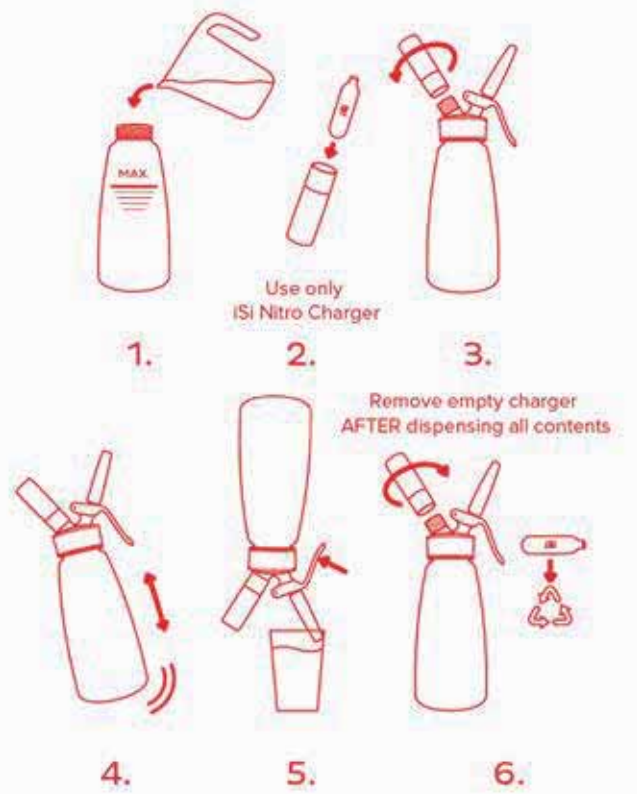 MAX.
Use only
iSi Nitro Charger
1.
2.
3.
Remove empty charger
AFTER dispensing all contents
4.
5.
6.